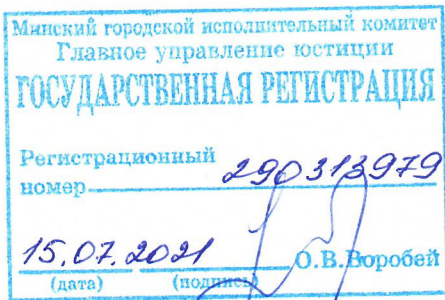 Минский городской исполнительный комитет
Главное управление юстиции
ГОСУДАРСТВЕННАЯ РЕГИСТРАЦИЯ
Регистрационный
номер 290313979
15.07.2021 О.В.Воробей
(дата) (подпись)